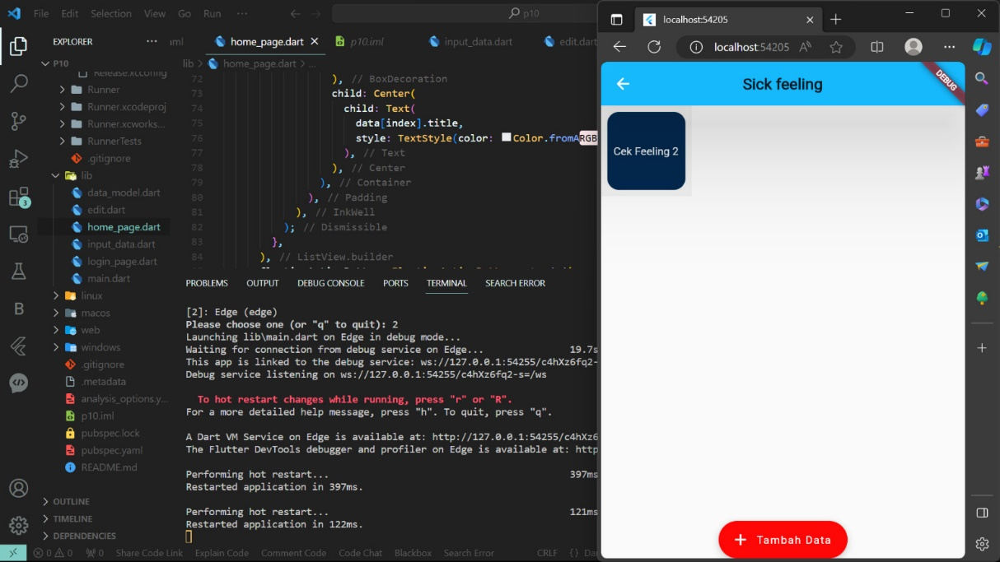 File Edit Selection View Go Run ··· p10
EXPLORER ··· home_page.dart p10.iml input_data.dart edit.dart
P10
Runner
Runner.xcodeproj
Runner.xcworks...
RunnerTests
.gitignore
lib
data_model.dart
edit.dart
home_page.dart
input_data.dart
login_page.dart
main.dart
linux
macos
web
windows
.gitignore
.metadata
analysis_options.y...
p10.iml
pubspec.lock
pubspec.yaml
README.md
OUTLINE
TIMELINE
DEPENDENCIES
3
lib > home_page.dart > ...
72 ), // BoxDecoration
73 child: Center(
74 child: Text(
75 data[index].title,
76 style: TextStyle(color: Color.fromARGB
77 ), // Text
78 ), // Center
79 ), // Container
80 ), // Padding
81 ), // InkWell
82 ); // Dismissible
83 },
84 ), // ListView.builder
PROBLEMS OUTPUT DEBUG CONSOLE PORTS TERMINAL SEARCH ERROR
[2]: Edge (edge)
Please choose one (or "q" to quit): 2
Launching lib\main.dart on Edge in debug mode...
Waiting for connection from debug service on Edge... 19.7s
This app is linked to the debug service: ws://127.0.0.1:54255/c4hXz6fq2-
Debug service listening on ws://127.0.0.1:54255/c4hXz6fq2-s=/ws
To hot restart changes while running, press "r" or "R".
For a more detailed help message, press "h". To quit, press "q".
A Dart VM Service on Edge is available at: http://127.0.0.1:54255/c4hXz6
The Flutter DevTools debugger and profiler on Edge is available at: http
Performing hot restart... 397ms
Restarted application in 397ms.
Performing hot restart... 121ms
Restarted application in 122ms.
0 0 0 Share Code Link Explain Code Comment Code Code Chat Blackbox Search Error CRLF {} Da
localhost:54205
localhost:54205
Sick feeling
DEBUG
Cek Feeling 2
+ Tambah Data